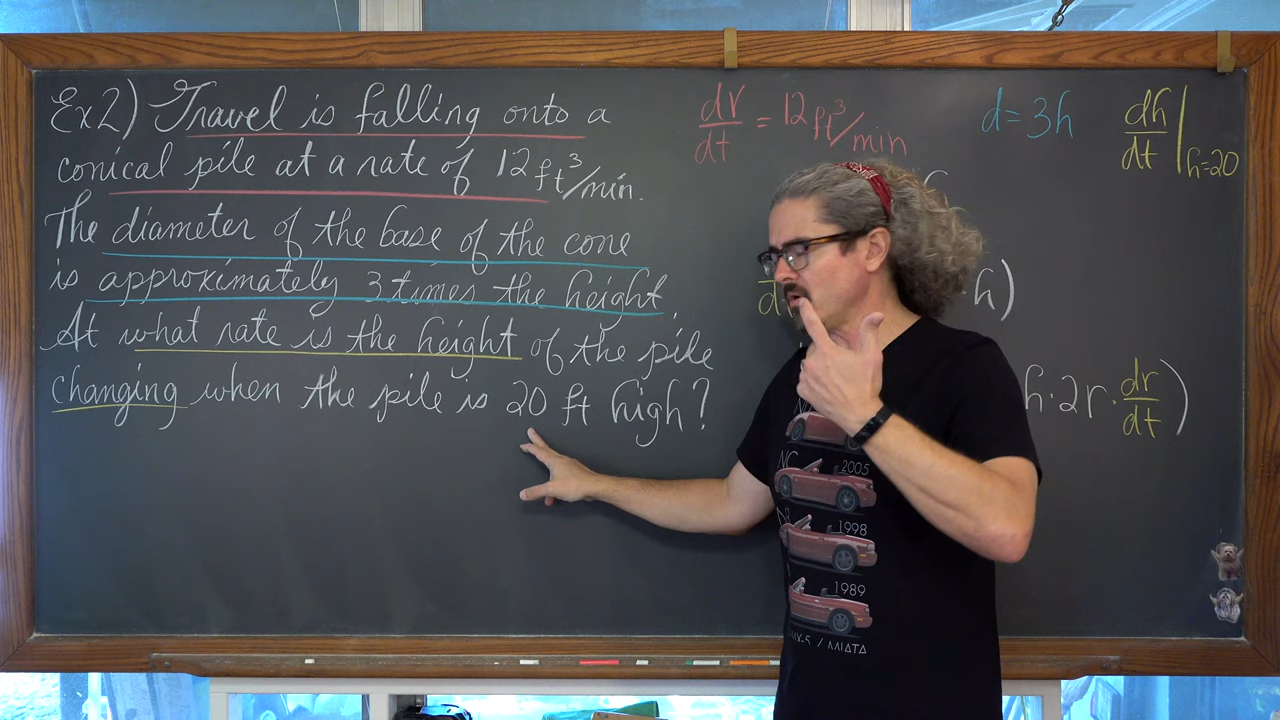 Ex2) Travel is falling onto a
conical pile at a rate of 12 ft³/min.
The diameter of the base of the cone
is approximately 3 times the height.
At what rate is the height of the pile
changing when the pile is 20 ft high?
dV/dt = 12 ft³/min
d = 3h
dh/dt |h=20
h)
h·2r·dr/dt)
2005
1998
1989
MIATA